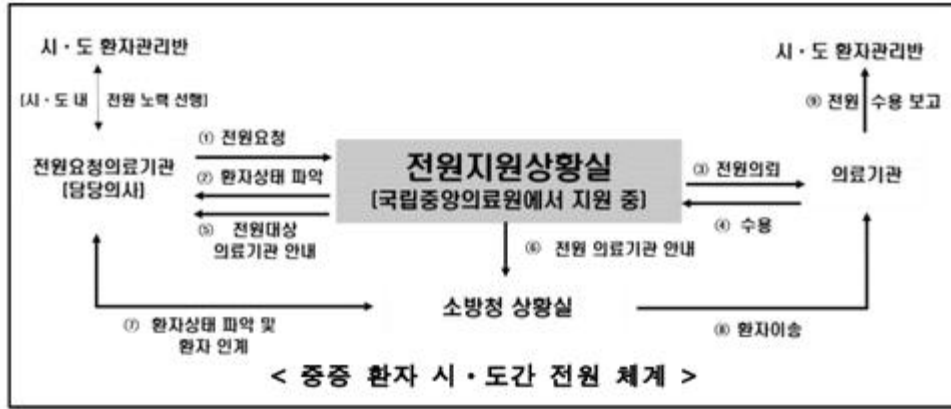 시·도 환자관리반
시·도 환자관리반
[시·도 내 전원 노력 선행]
⑨ 전원 수용 보고
① 전원요청
전원요청의료기관
[담당의사]
② 환자상태 파악
전원지원상황실
[국립중앙의료원에서 지원 중]
③ 전원의뢰
의료기관
④ 수용
⑤ 전원대상
의료기관 안내
⑥ 전원 의료기관 안내
소방청 상황실
⑦ 환자상태 파악 및
환자 인계
⑧ 환자이송
< 중증 환자 시·도간 전원 체계 >